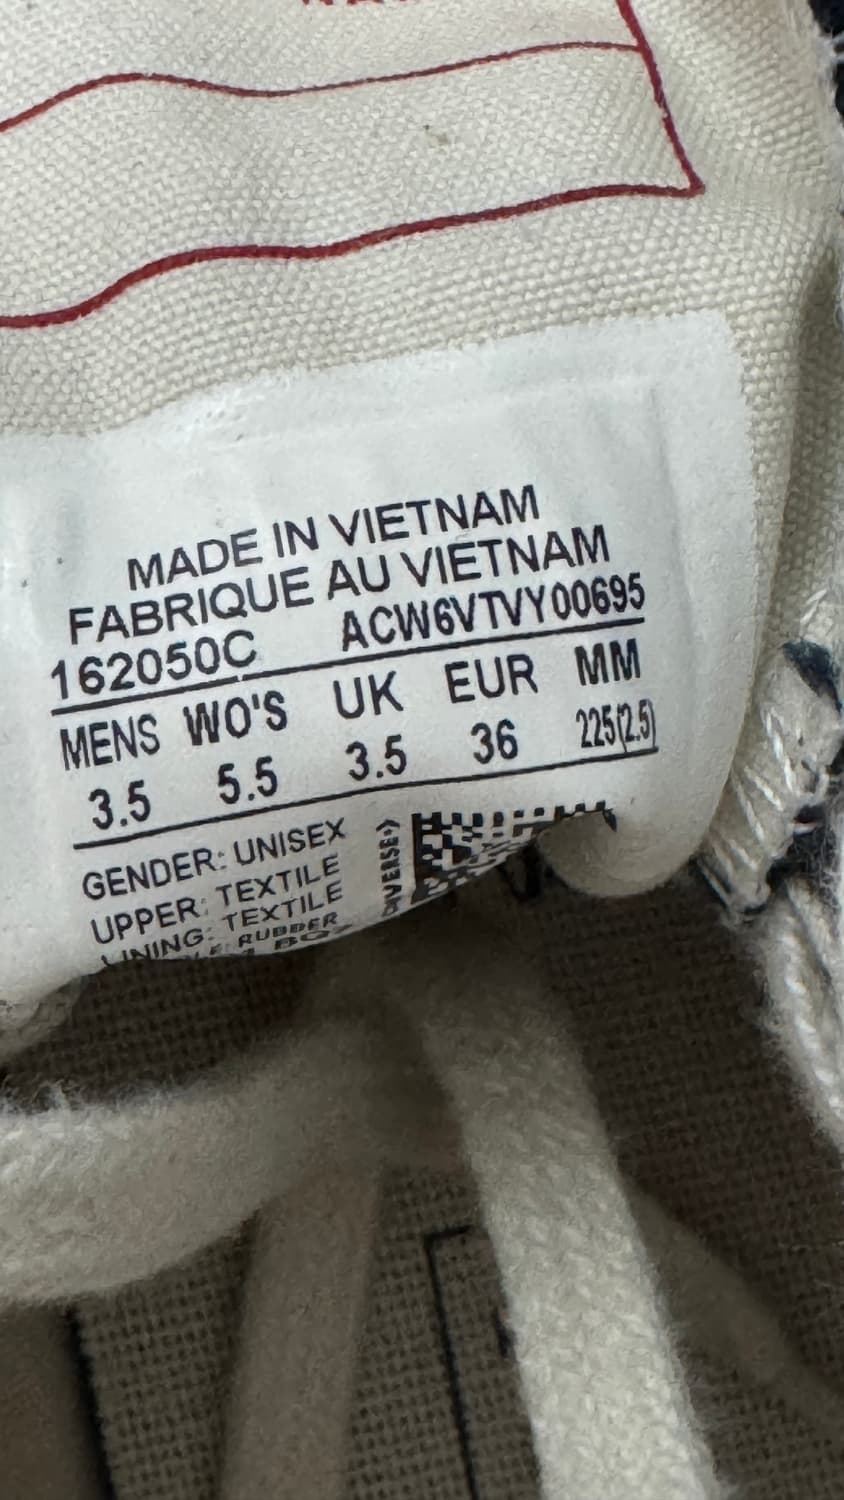 MADE IN VIETNAM
FABRIQUE AU VIETNAM
162050C ACW6VTVY00695
MENS WO'S UK EUR MM
3.5 5.5 3.5 36 225(2.5)
GENDER: UNISEX
UPPER: TEXTILE
LINING: TEXTILE
RUBBER